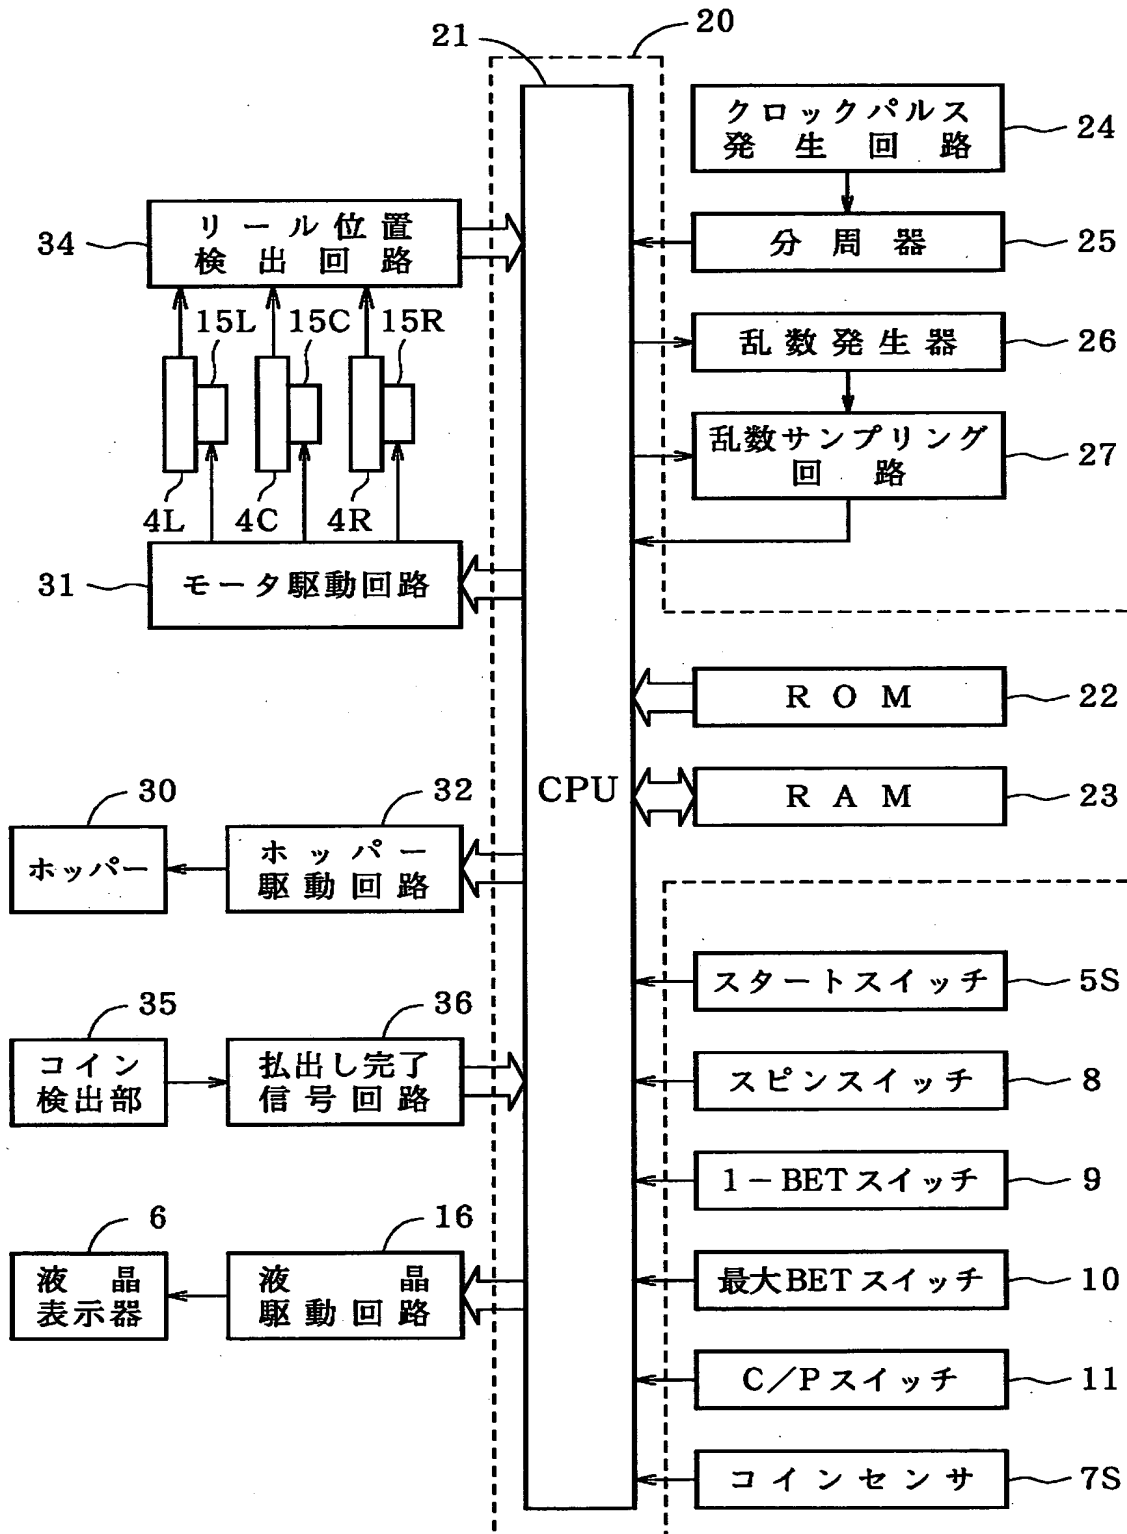 20
21
クロックパルス
発生回路
24
リール位置
検出回路
34
分周器
25
15L
15C
15R
乱数発生器
26
乱数サンプリング
回路
27
4L
4C
4R
31
モータ駆動回路
ROM
22
CPU
RAM
23
30
32
ホッパー
ホッパー
駆動回路
スタートスイッチ
5S
35
36
コイン
検出部
払出し完了
信号回路
スピンスイッチ
8
1-BETスイッチ
9
6
16
液晶
表示器
液晶
駆動回路
最大BETスイッチ
10
C/Pスイッチ
11
コインセンサ
7S